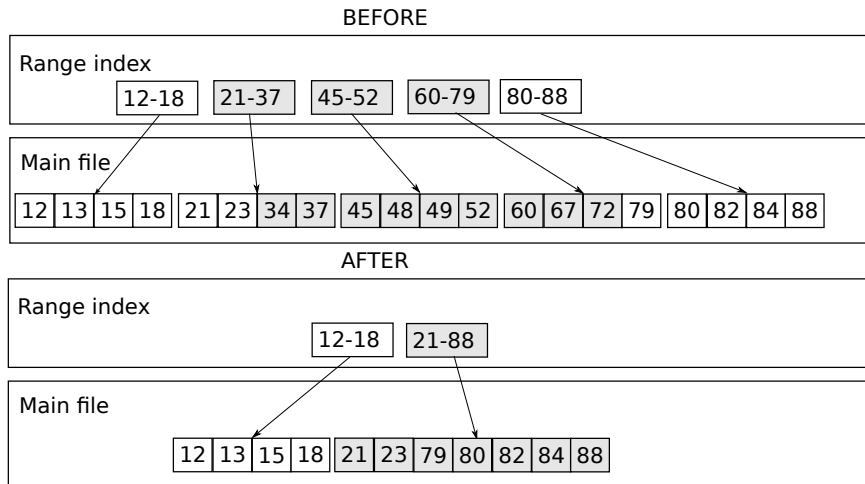 BEFORE
Range index
12-18 21-37 45-52 60-79 80-88
Main file
12 13 15 18 21 23 34 37 45 48 49 52 60 67 72 79 80 82 84 88
AFTER
Range index
12-18 21-88
Main file
12 13 15 18 21 23 79 80 82 84 88